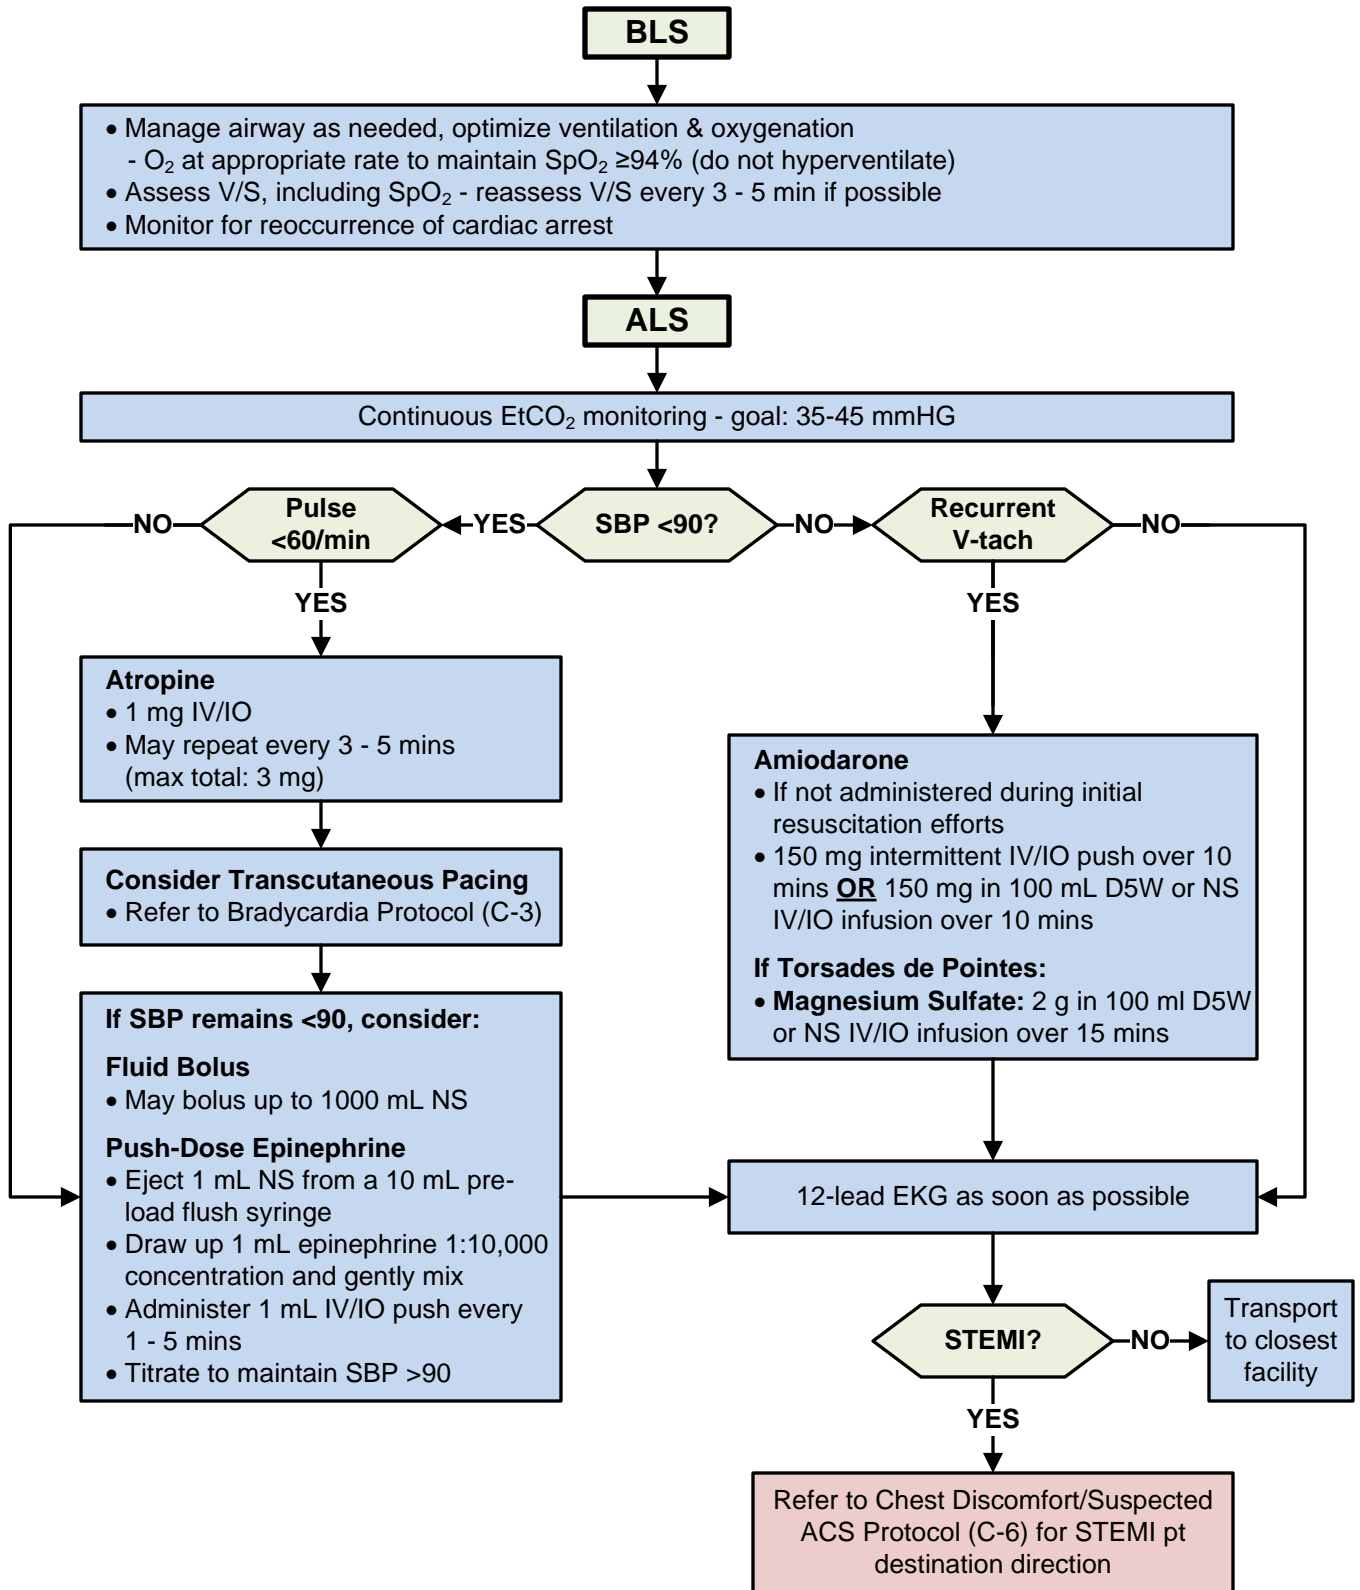 BLS
• Manage airway as needed, optimize ventilation & oxygenation
- O₂ at appropriate rate to maintain SpO₂ ≥94% (do not hyperventilate)
• Assess V/S, including SpO₂ - reassess V/S every 3 - 5 min if possible
• Monitor for reoccurrence of cardiac arrest
ALS
Continuous EtCO₂ monitoring - goal: 35-45 mmHG
NO
Pulse
<60/min
YES
SBP <90?
NO
Recurrent
V-tach
NO
YES
YES
Atropine
• 1 mg IV/IO
• May repeat every 3 - 5 mins
(max total: 3 mg)
Consider Transcutaneous Pacing
• Refer to Bradycardia Protocol (C-3)
If SBP remains <90, consider:
Fluid Bolus
• May bolus up to 1000 mL NS
Push-Dose Epinephrine
• Eject 1 mL NS from a 10 mL pre-
load flush syringe
• Draw up 1 mL epinephrine 1:10,000
concentration and gently mix
• Administer 1 mL IV/IO push every
1 - 5 mins
• Titrate to maintain SBP >90
Amiodarone
• If not administered during initial
resuscitation efforts
• 150 mg intermittent IV/IO push over 10
mins OR 150 mg in 100 mL D5W or NS
IV/IO infusion over 10 mins
If Torsades de Pointes:
• Magnesium Sulfate: 2 g in 100 ml D5W
or NS IV/IO infusion over 15 mins
12-lead EKG as soon as possible
STEMI?
NO
Transport
to closest
facility
YES
Refer to Chest Discomfort/Suspected
ACS Protocol (C-6) for STEMI pt
destination direction